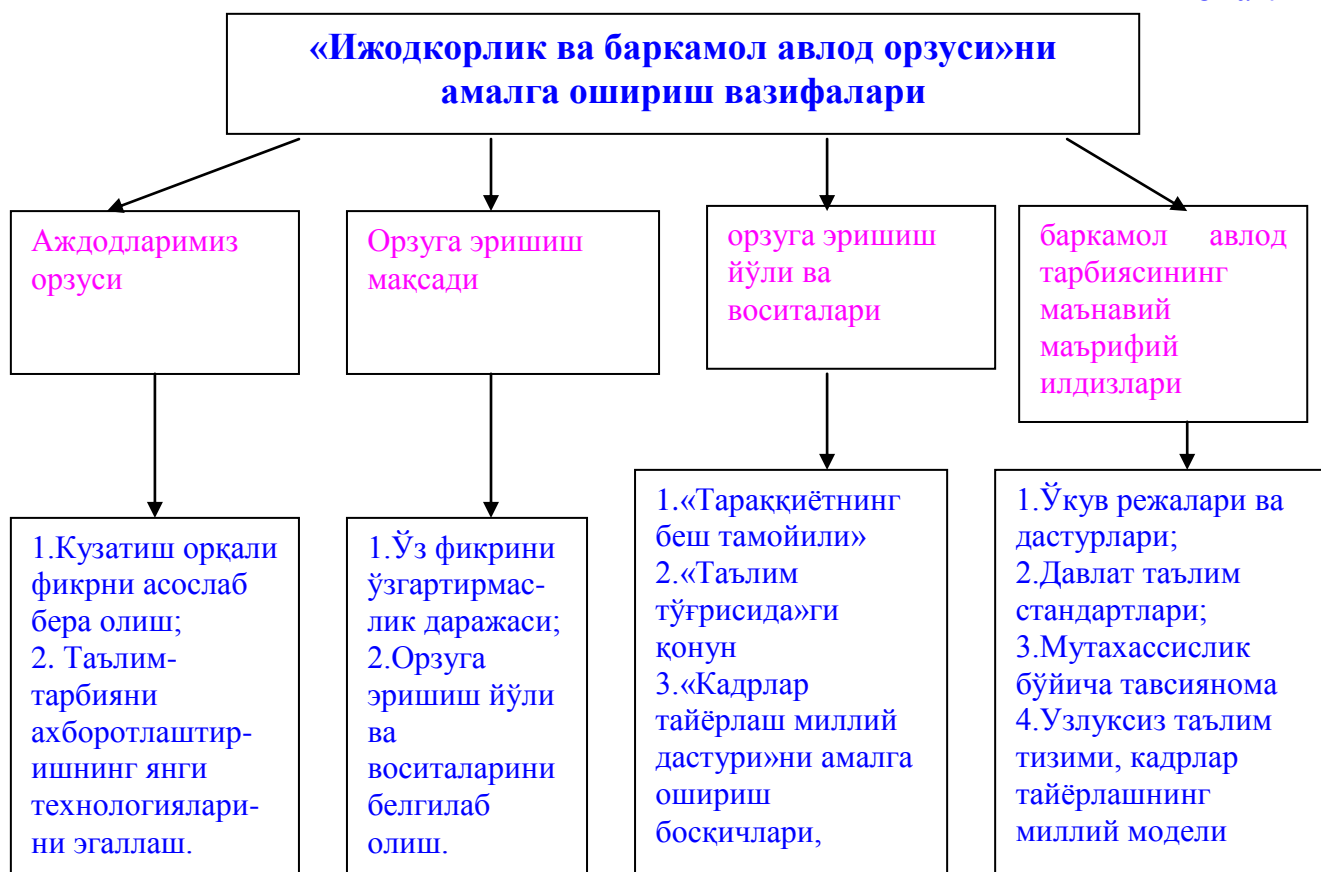 «Ижодкорлик ва баркамол авлод орзуси»ни
амалга ошириш вазифалари
Аждодларимиз
орзуси
Орзуга эришиш
мақсади
орзуга эришиш
йўли ва
воситалари
баркамол авлод
тарбиясининг
маънавий
маърифий
илдизлари
1.Кузатиш орқали
фикрни асослаб
бера олиш;
2. Таълим-
тарбияни
ахборотлаштир-
ишнинг янги
технологиялари-
ни эгаллаш.
1.Ўз фикрини
ўзгартирмас-
лик даражаси;
2.Орзуга
эришиш йўли
ва
воситаларини
белгилаб
олиш.
1.«Тараққиётнинг
беш тамойили»
2.«Таълим
тўғрисида»ги
қонун
3.«Кадрлар
тайёрлаш миллий
дастури»ни амалга
ошириш
босқичлари,
1.Ўкув режалари ва
дастурлари;
2.Давлат таълим
стандартлари;
3.Мутахассислик
бўйича тавсиянома
4.Узлуксиз таълим
тизими, кадрлар
тайёрлашнинг
миллий модели